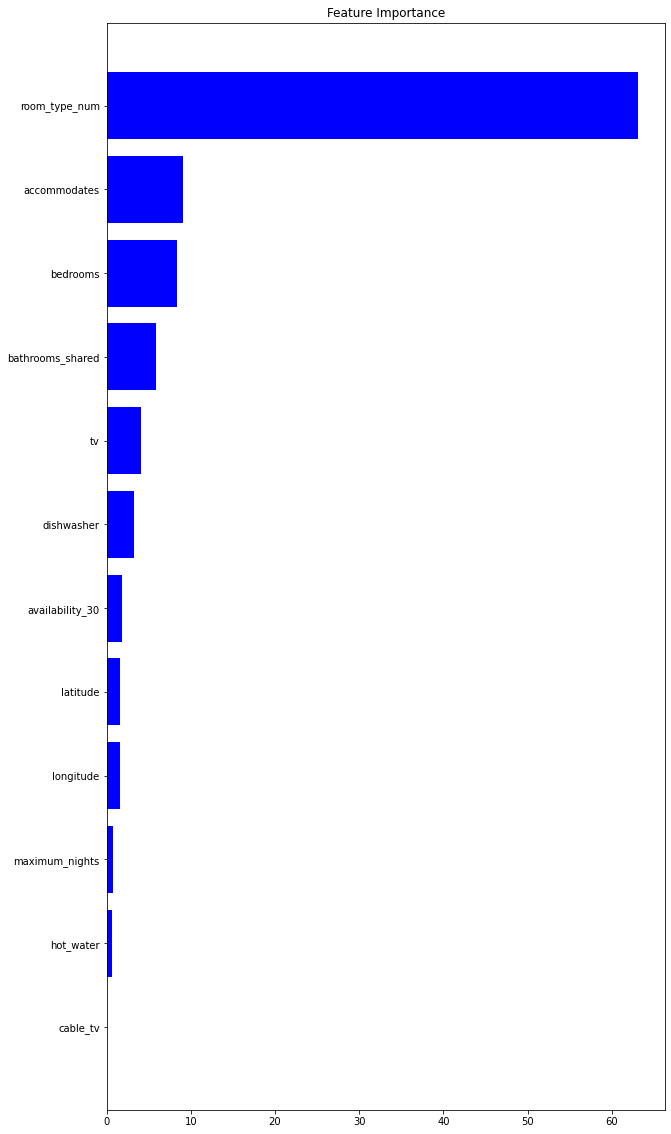 Feature Importance
room_type_num
accommodates
bedrooms
bathrooms_shared
tv
dishwasher
availability_30
latitude
longitude
maximum_nights
hot_water
cable_tv
0 10 20 30 40 50 60